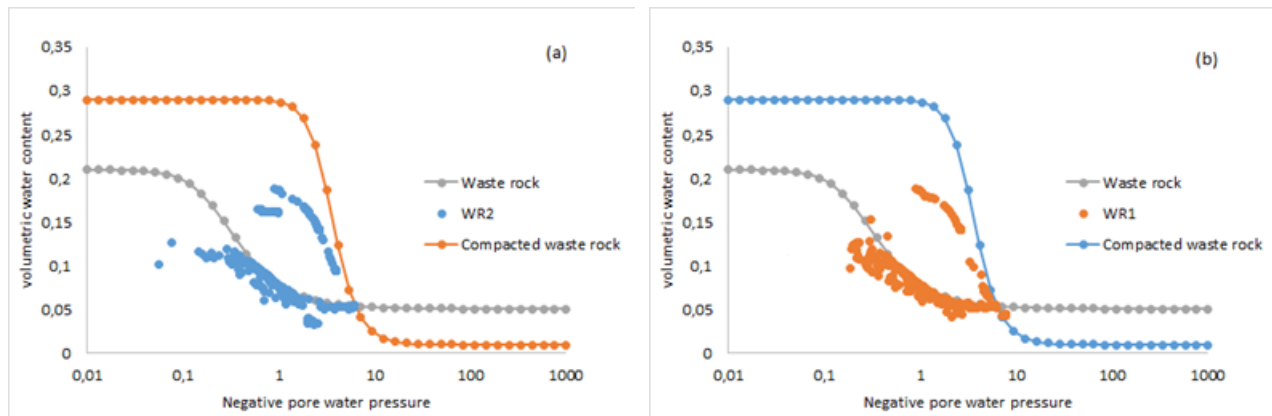 (a)
0,35
0,3
0,25
0,2
0,15
0,1
0,05
0
volumetric water content
Waste rock
WR2
Compacted waste rock
0,01 0,1 1 10 100 1000
Negative pore water pressure
(b)
0,35
0,3
0,25
0,2
0,15
0,1
0,05
0
volumetric water content
Waste rock
WR1
Compacted waste rock
0,01 0,1 1 10 100 1000
Negative pore water pressure